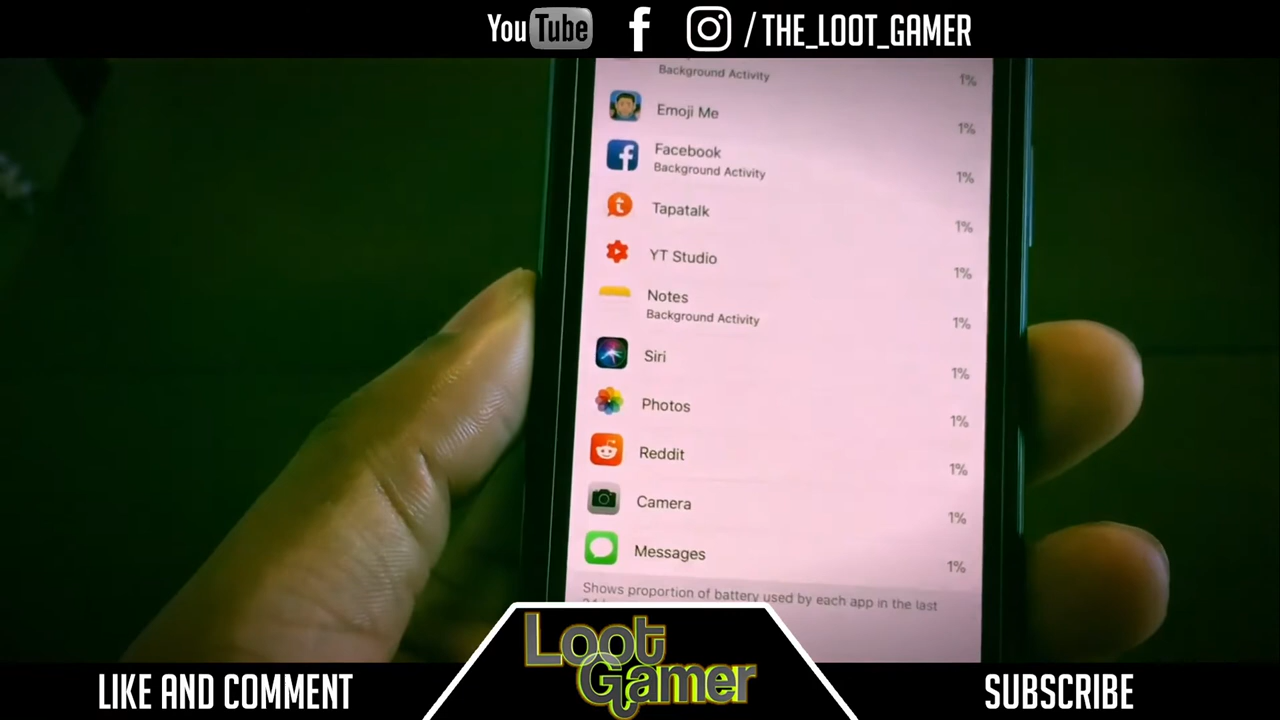 YouTube / THE_LOOT_GAMER
Background Activity
1%
Emoji Me
1%
Facebook
Background Activity
1%
Tapatalk
1%
YT Studio
1%
Notes
Background Activity
1%
Siri
1%
Photos
1%
Reddit
1%
Camera
1%
Messages
1%
Shows proportion of battery used by each app in the last
Loot
Gamer
LIKE AND COMMENT
SUBSCRIBE